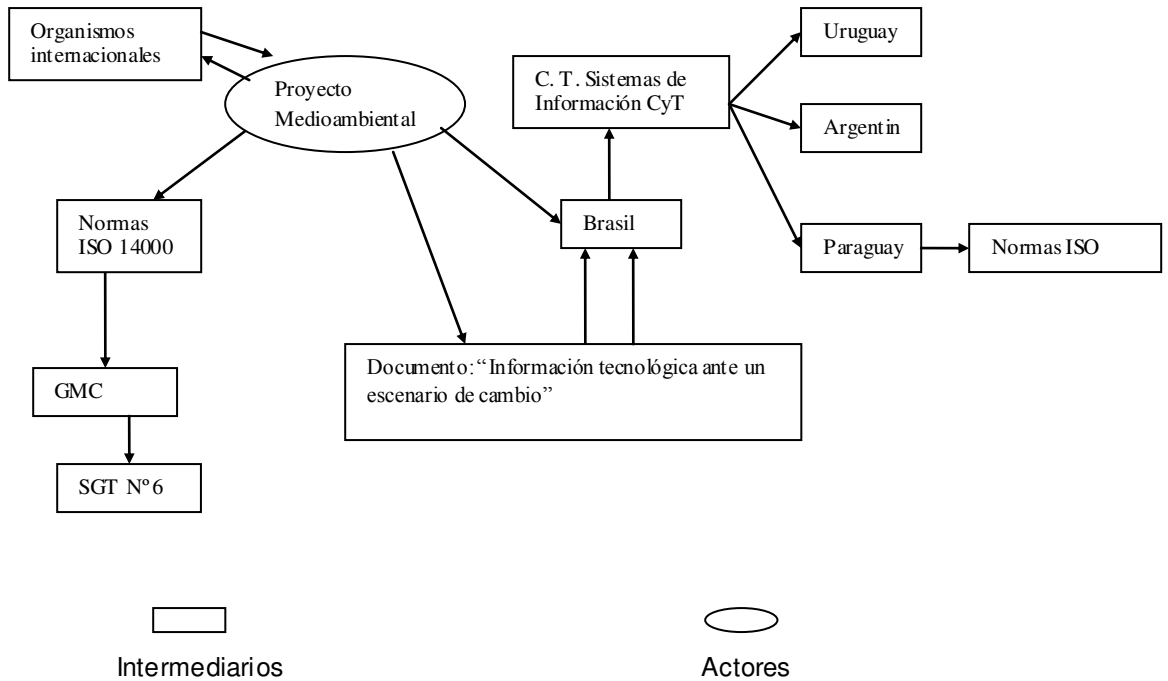 Organismos
internacionales
Proyecto
Medioambiental
C. T. Sistemas de
Información CyT
Uruguay
Argentin
Paraguay
Normas ISO
Normas
ISO 14000
Brasil
GMC
SGT Nº 6
Documento: “Información tecnológica ante un
escenario de cambio”
Intermediarios
Actores